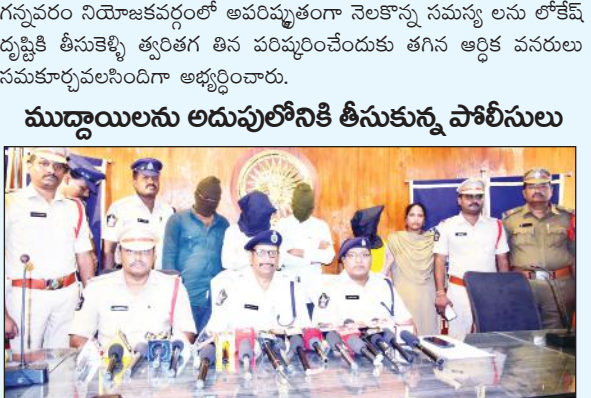 గన్నవరం నియోజకవర్గంలో అపరిష్కృతంగా నెలకొన్న సమస్య లను లోకేష్
దృష్టికి తీసుకెళ్ళి త్వరితగ తిన పరిష్కరించేందుకు తగిన ఆర్ధిక వనరులు
సమకూర్చవలసిందిగా అభ్యర్ధించారు.
ముద్దాయిలను అదుపులోనికి తీసుకున్న పోలీసులు